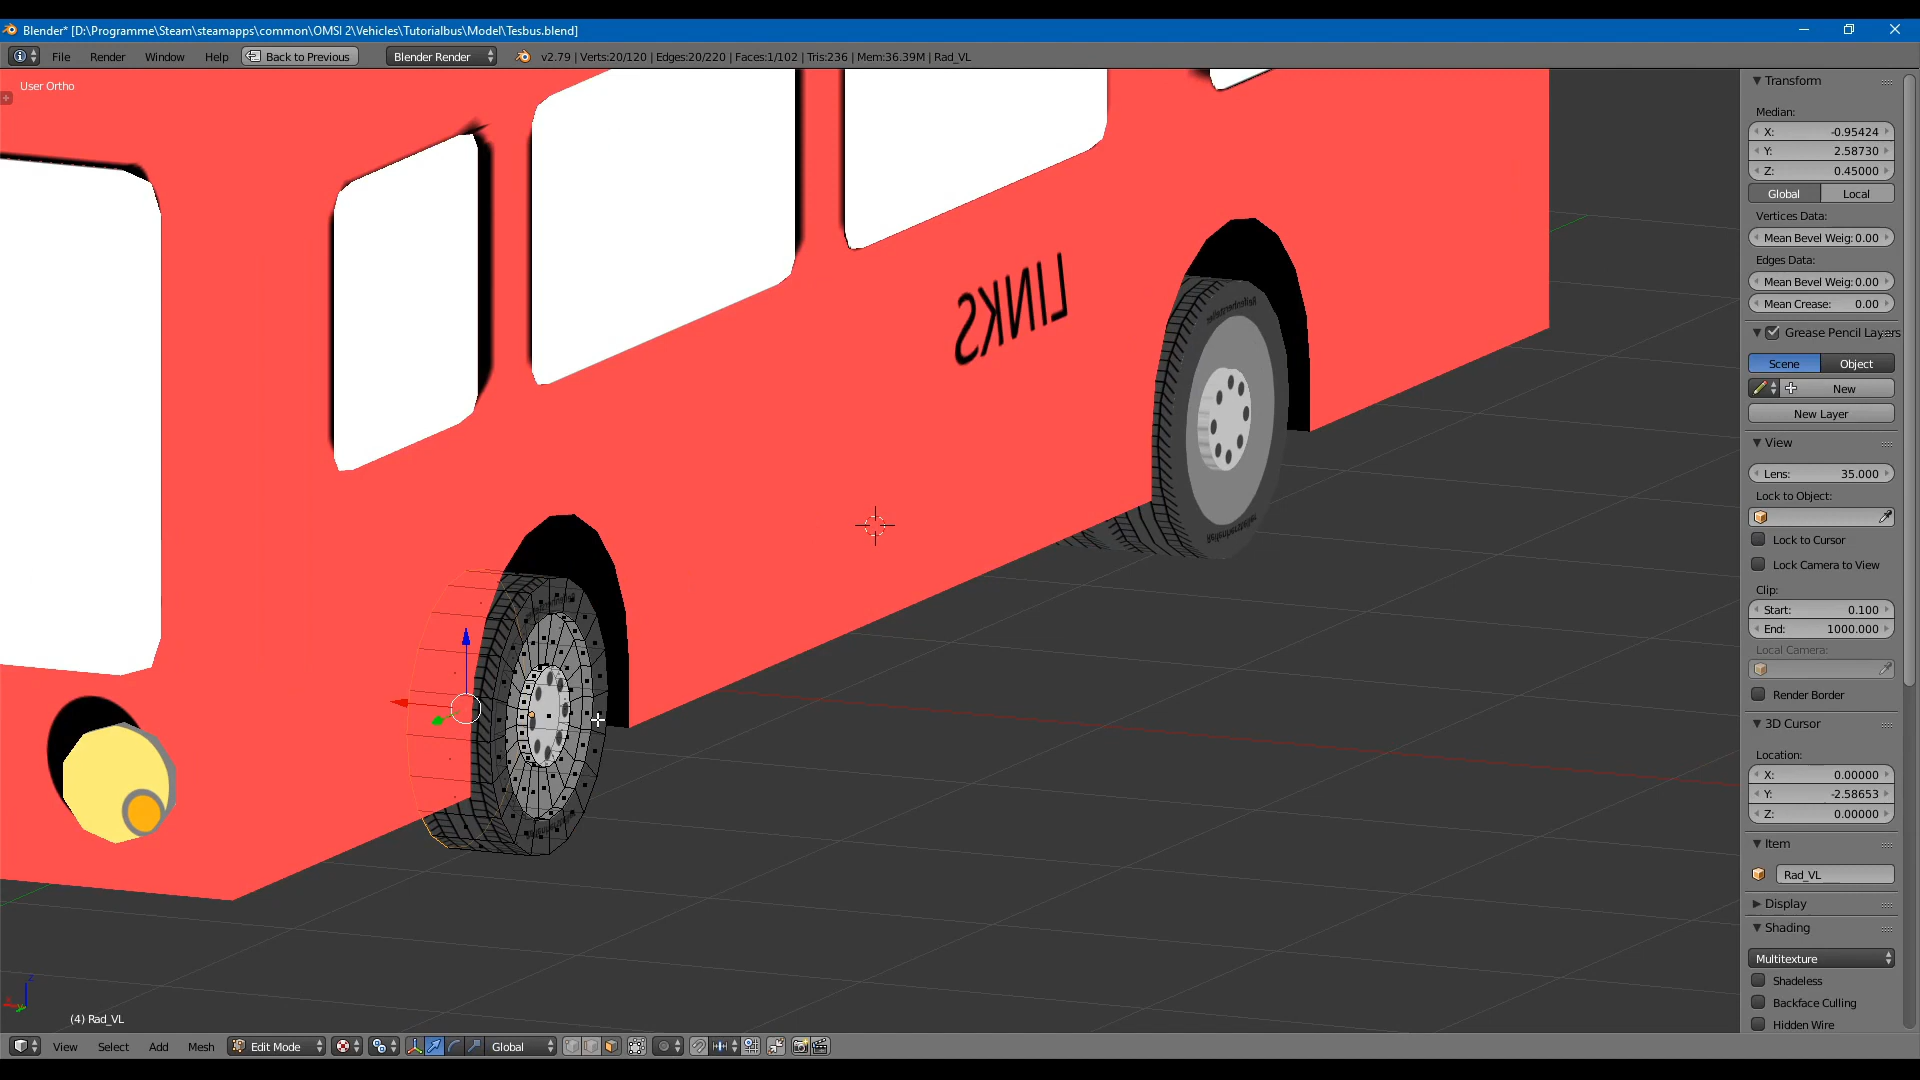 Blender* [D:\Programme\Steam\steamapps\common\OMSI 2\Vehicles\Tutorialbus\Model\Tesbus.blend]
File Render Window Help Back to Previous Blender Render v2.79 | Verts:20/120 | Edges:20/220 | Faces:1/102 | Tris:236 | Mem:36.39M | Rad_VL
User Ortho
LINKS
(4) Rad_VL
View Select Add Mesh Edit Mode Global
Transform
Median:
X: -0.95424
Y: 2.58730
Z: 0.45000
Global Local
Vertices Data:
Mean Bevel Weig: 0.00
Edges Data:
Mean Bevel Weig: 0.00
Mean Crease: 0.00
Grease Pencil Layers
Scene Object
New
New Layer
View
Lens: 35.000
Lock to Object:
Lock to Cursor
Lock Camera to View
Clip:
Start: 0.100
End: 1000.000
Local Camera:
Render Border
3D Cursor
Location:
X: 0.00000
Y: -2.58653
Z: 0.00000
Item
Rad_VL
Display
Shading
Multitexture
Shadeless
Backface Culling
Hidden Wire